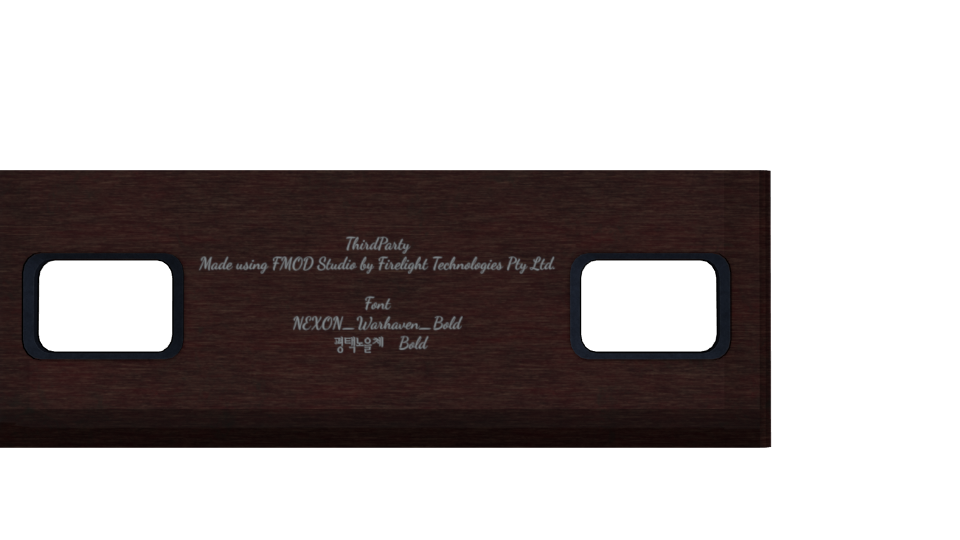 ThirdParty
Made using FMOD Studio by Firelight Technologies Pty Ltd.
Font
NEXON_Warhaven_Bold
평택노을체 Bold